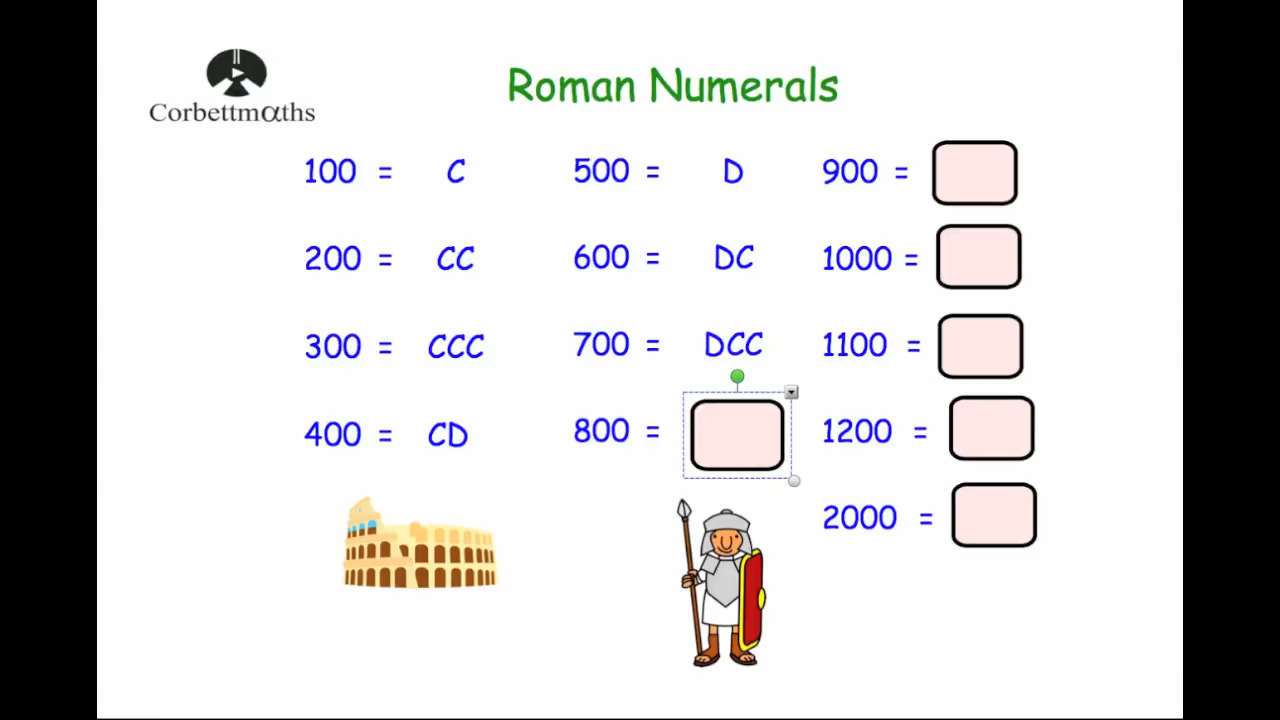 Corbettmαths
Roman Numerals
100 = C
200 = CC
300 = CCC
400 = CD
500 = D
600 = DC
700 = DCC
800 =
900 =
1000 =
1100 =
1200 =
2000 =